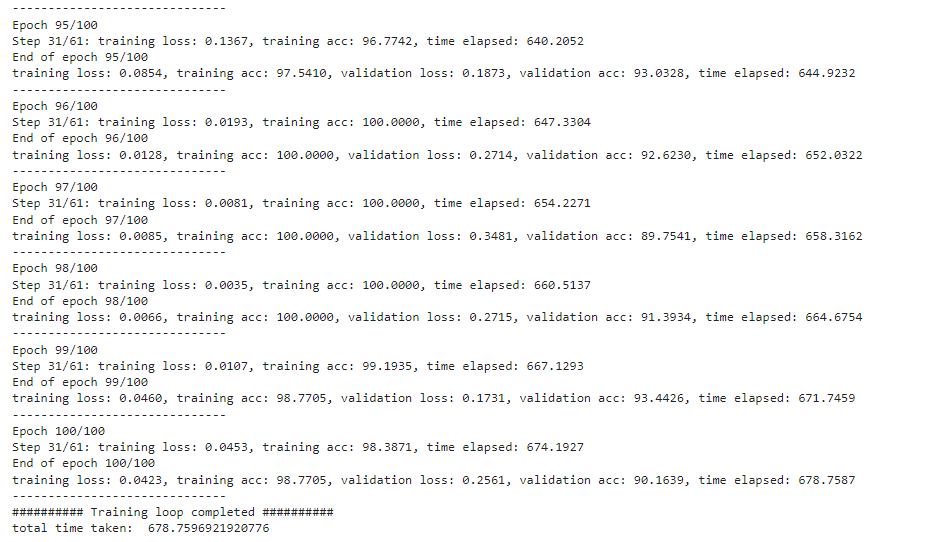 ------------------------------
Epoch 95/100
Step 31/61: training loss: 0.1367, training acc: 96.7742, time elapsed: 640.2052
End of epoch 95/100
training loss: 0.0854, training acc: 97.5410, validation loss: 0.1873, validation acc: 93.0328, time elapsed: 644.9232
------------------------------
Epoch 96/100
Step 31/61: training loss: 0.0193, training acc: 100.0000, time elapsed: 647.3304
End of epoch 96/100
training loss: 0.0128, training acc: 100.0000, validation loss: 0.2714, validation acc: 92.6230, time elapsed: 652.0322
------------------------------
Epoch 97/100
Step 31/61: training loss: 0.0081, training acc: 100.0000, time elapsed: 654.2271
End of epoch 97/100
training loss: 0.0085, training acc: 100.0000, validation loss: 0.3481, validation acc: 89.7541, time elapsed: 658.3162
------------------------------
Epoch 98/100
Step 31/61: training loss: 0.0035, training acc: 100.0000, time elapsed: 660.5137
End of epoch 98/100
training loss: 0.0066, training acc: 100.0000, validation loss: 0.2715, validation acc: 91.3934, time elapsed: 664.6754
------------------------------
Epoch 99/100
Step 31/61: training loss: 0.0107, training acc: 99.1935, time elapsed: 667.1293
End of epoch 99/100
training loss: 0.0460, training acc: 98.7705, validation loss: 0.1731, validation acc: 93.4426, time elapsed: 671.7459
------------------------------
Epoch 100/100
Step 31/61: training loss: 0.0453, training acc: 98.3871, time elapsed: 674.1927
End of epoch 100/100
training loss: 0.0423, training acc: 98.7705, validation loss: 0.2561, validation acc: 90.1639, time elapsed: 678.7587
------------------------------
########## Training loop completed ##########
total time taken:  678.7596921920776